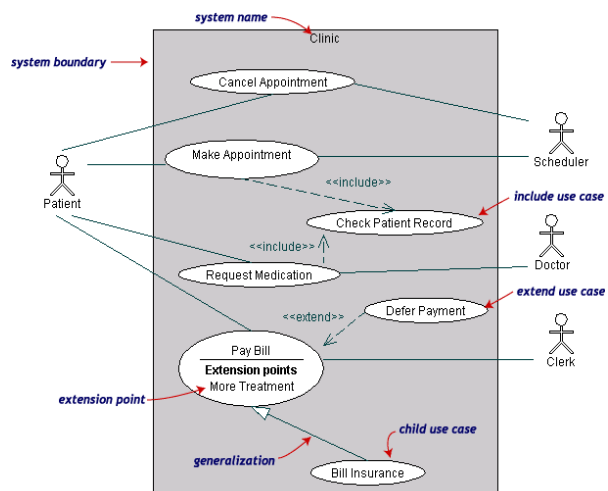 system name
Clinic
system boundary
Cancel Appointment
Make Appointment
Scheduler
<<include>>
Patient
include use case
Check Patient Record
<<include>>
Doctor
Request Medication
extend use case
<<extend>>
Defer Payment
Pay Bill
Clerk
Extension points
More Treatment
extension point
child use case
generalization
Bill Insurance